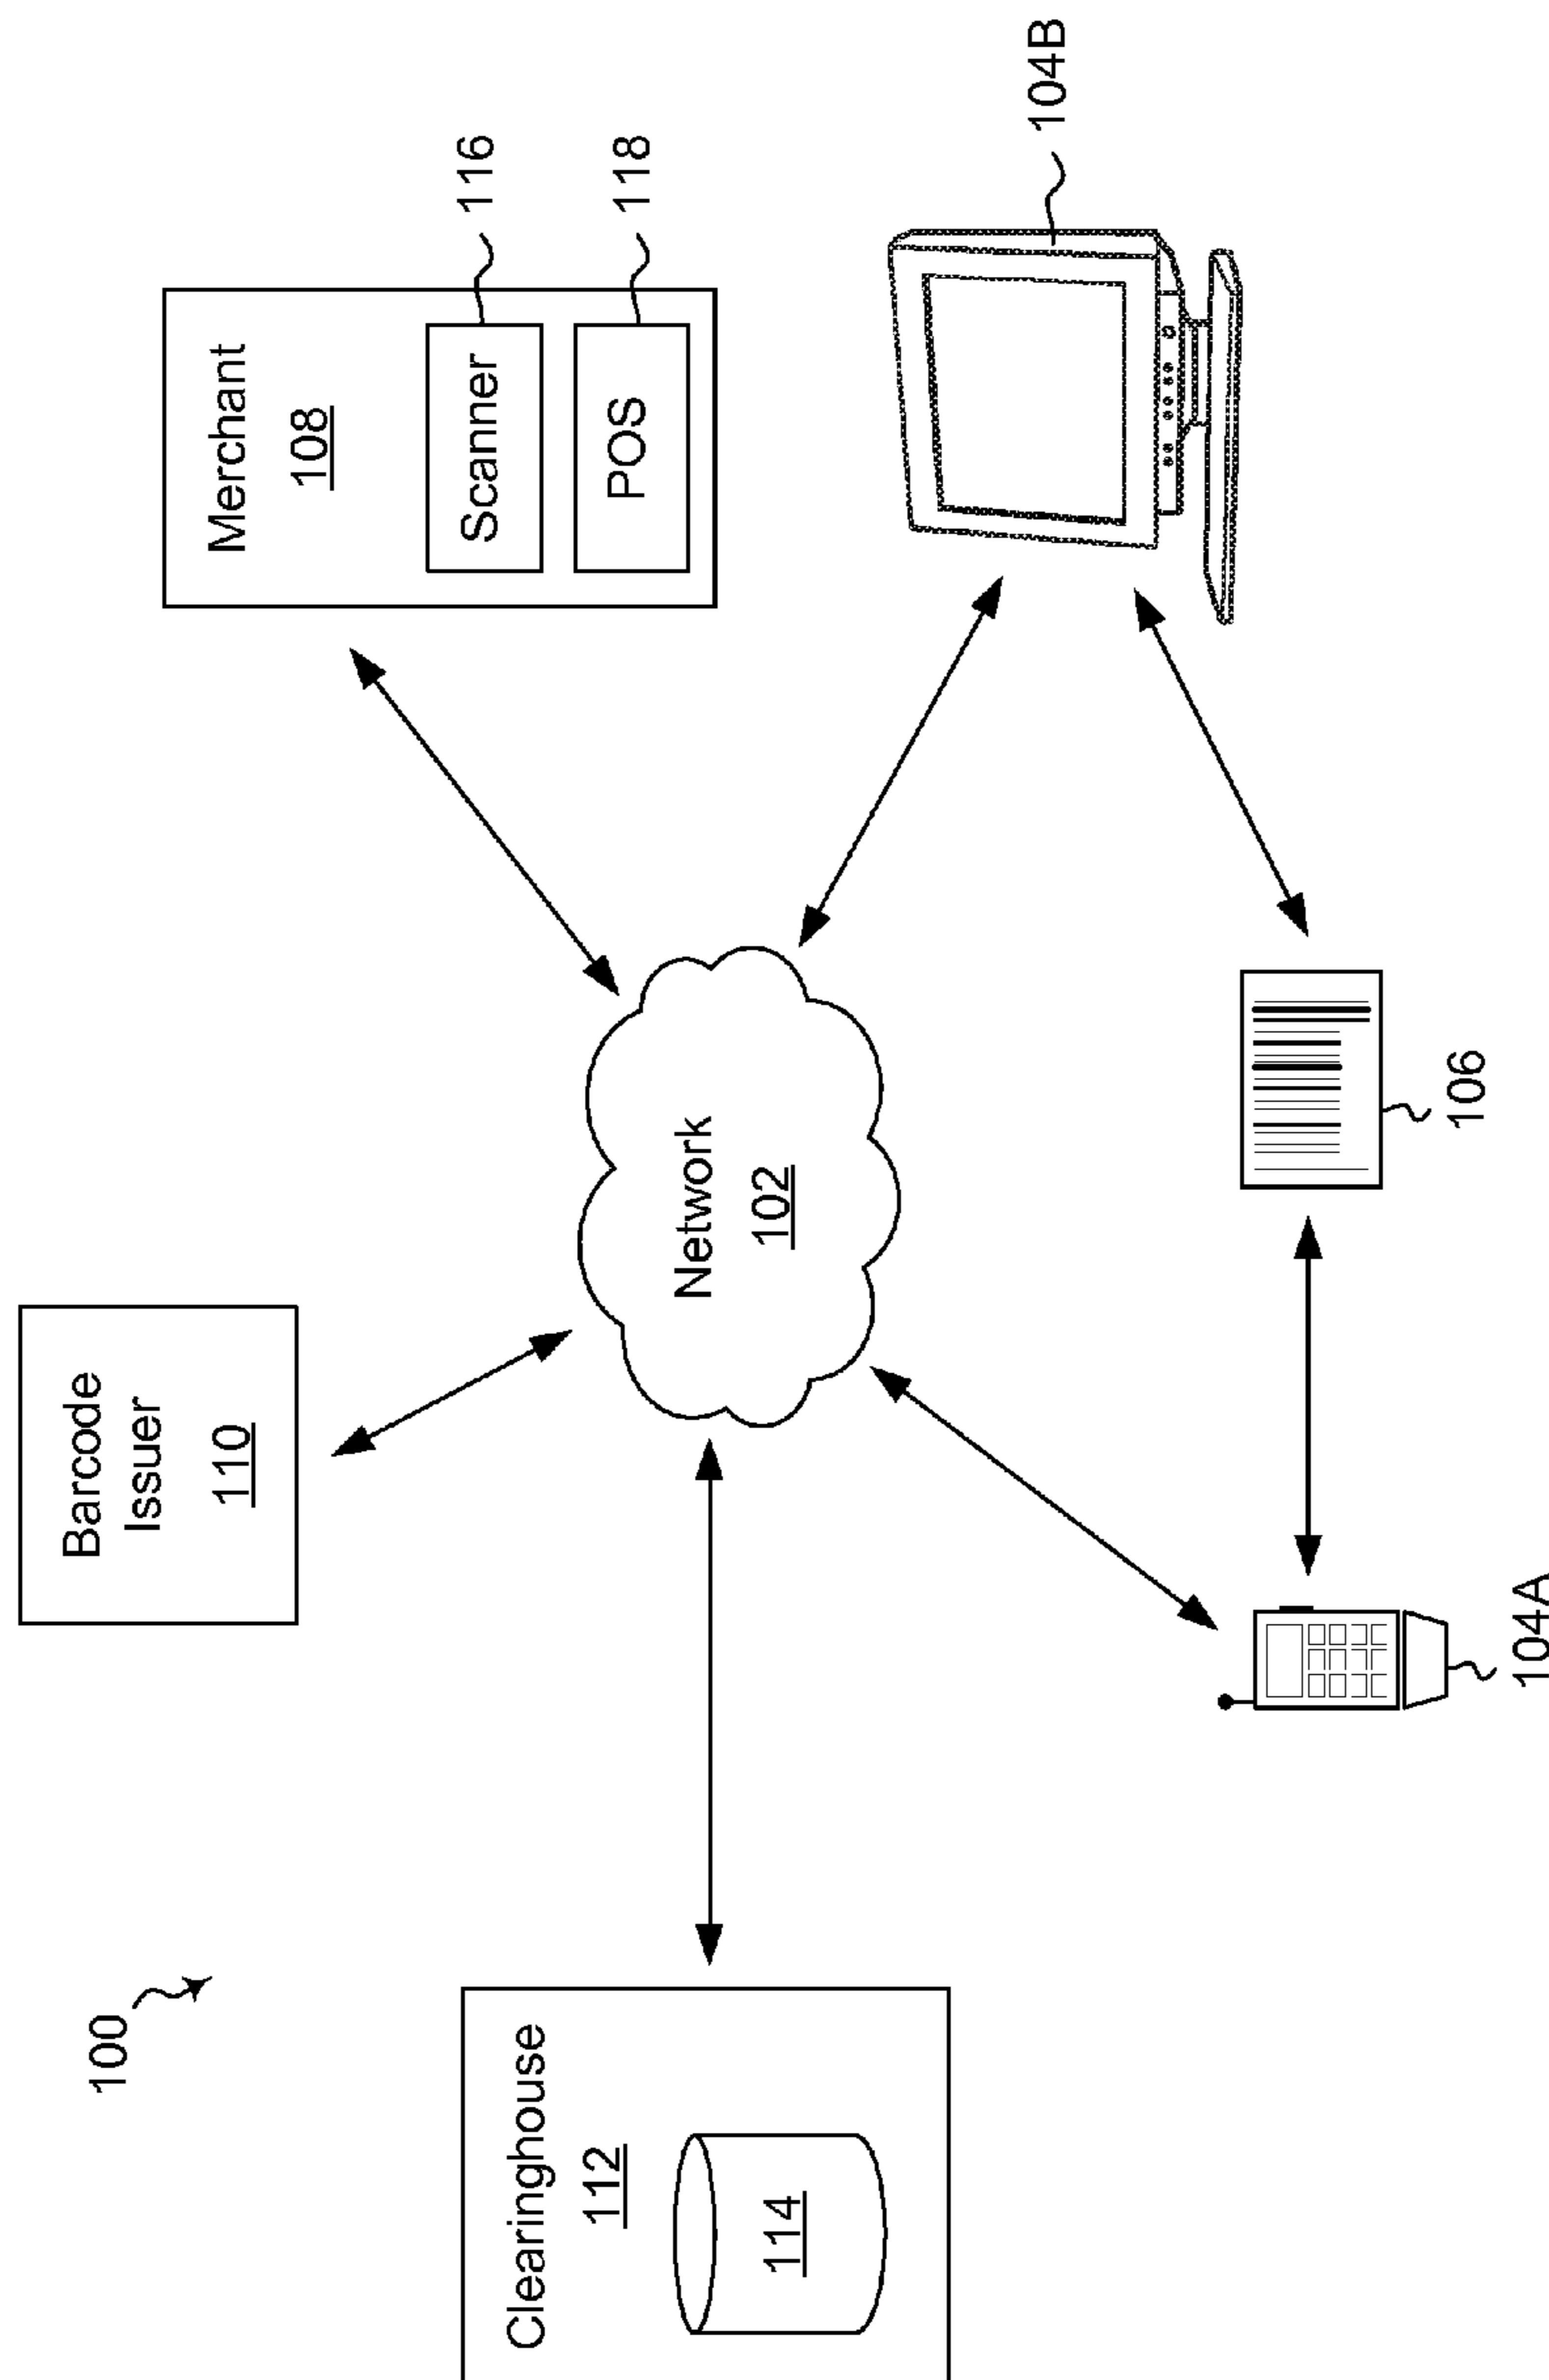 100
Barcode
Issuer
110
Merchant
108
Scanner
116
POS
118
Clearinghouse
112
114
Network
102
104B
106
104A